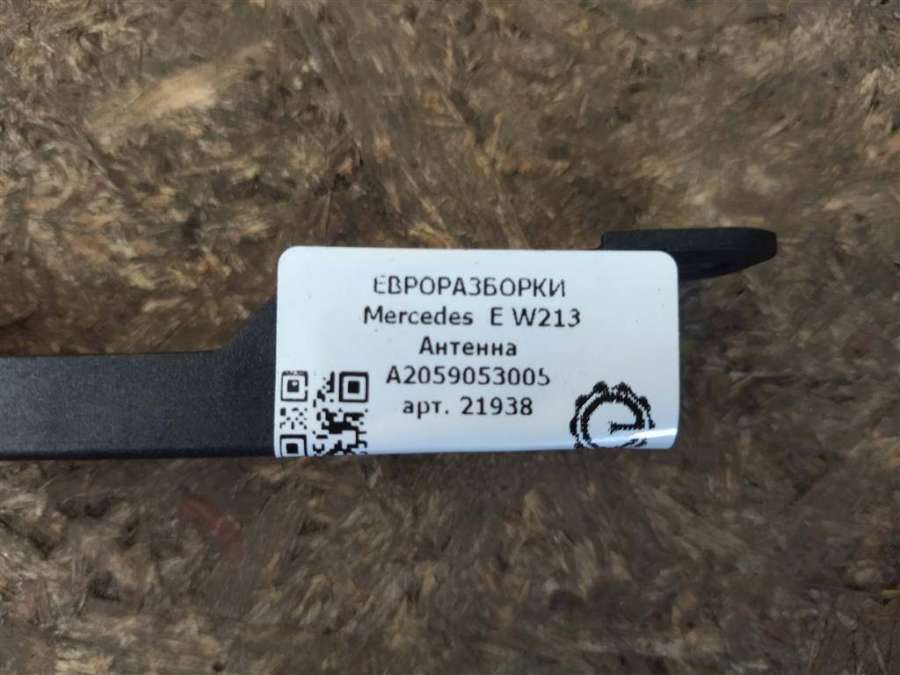 ЕВРОРАЗБОРКИ
Mercedes E W213
Антенна
A2059053005
арт. 21938